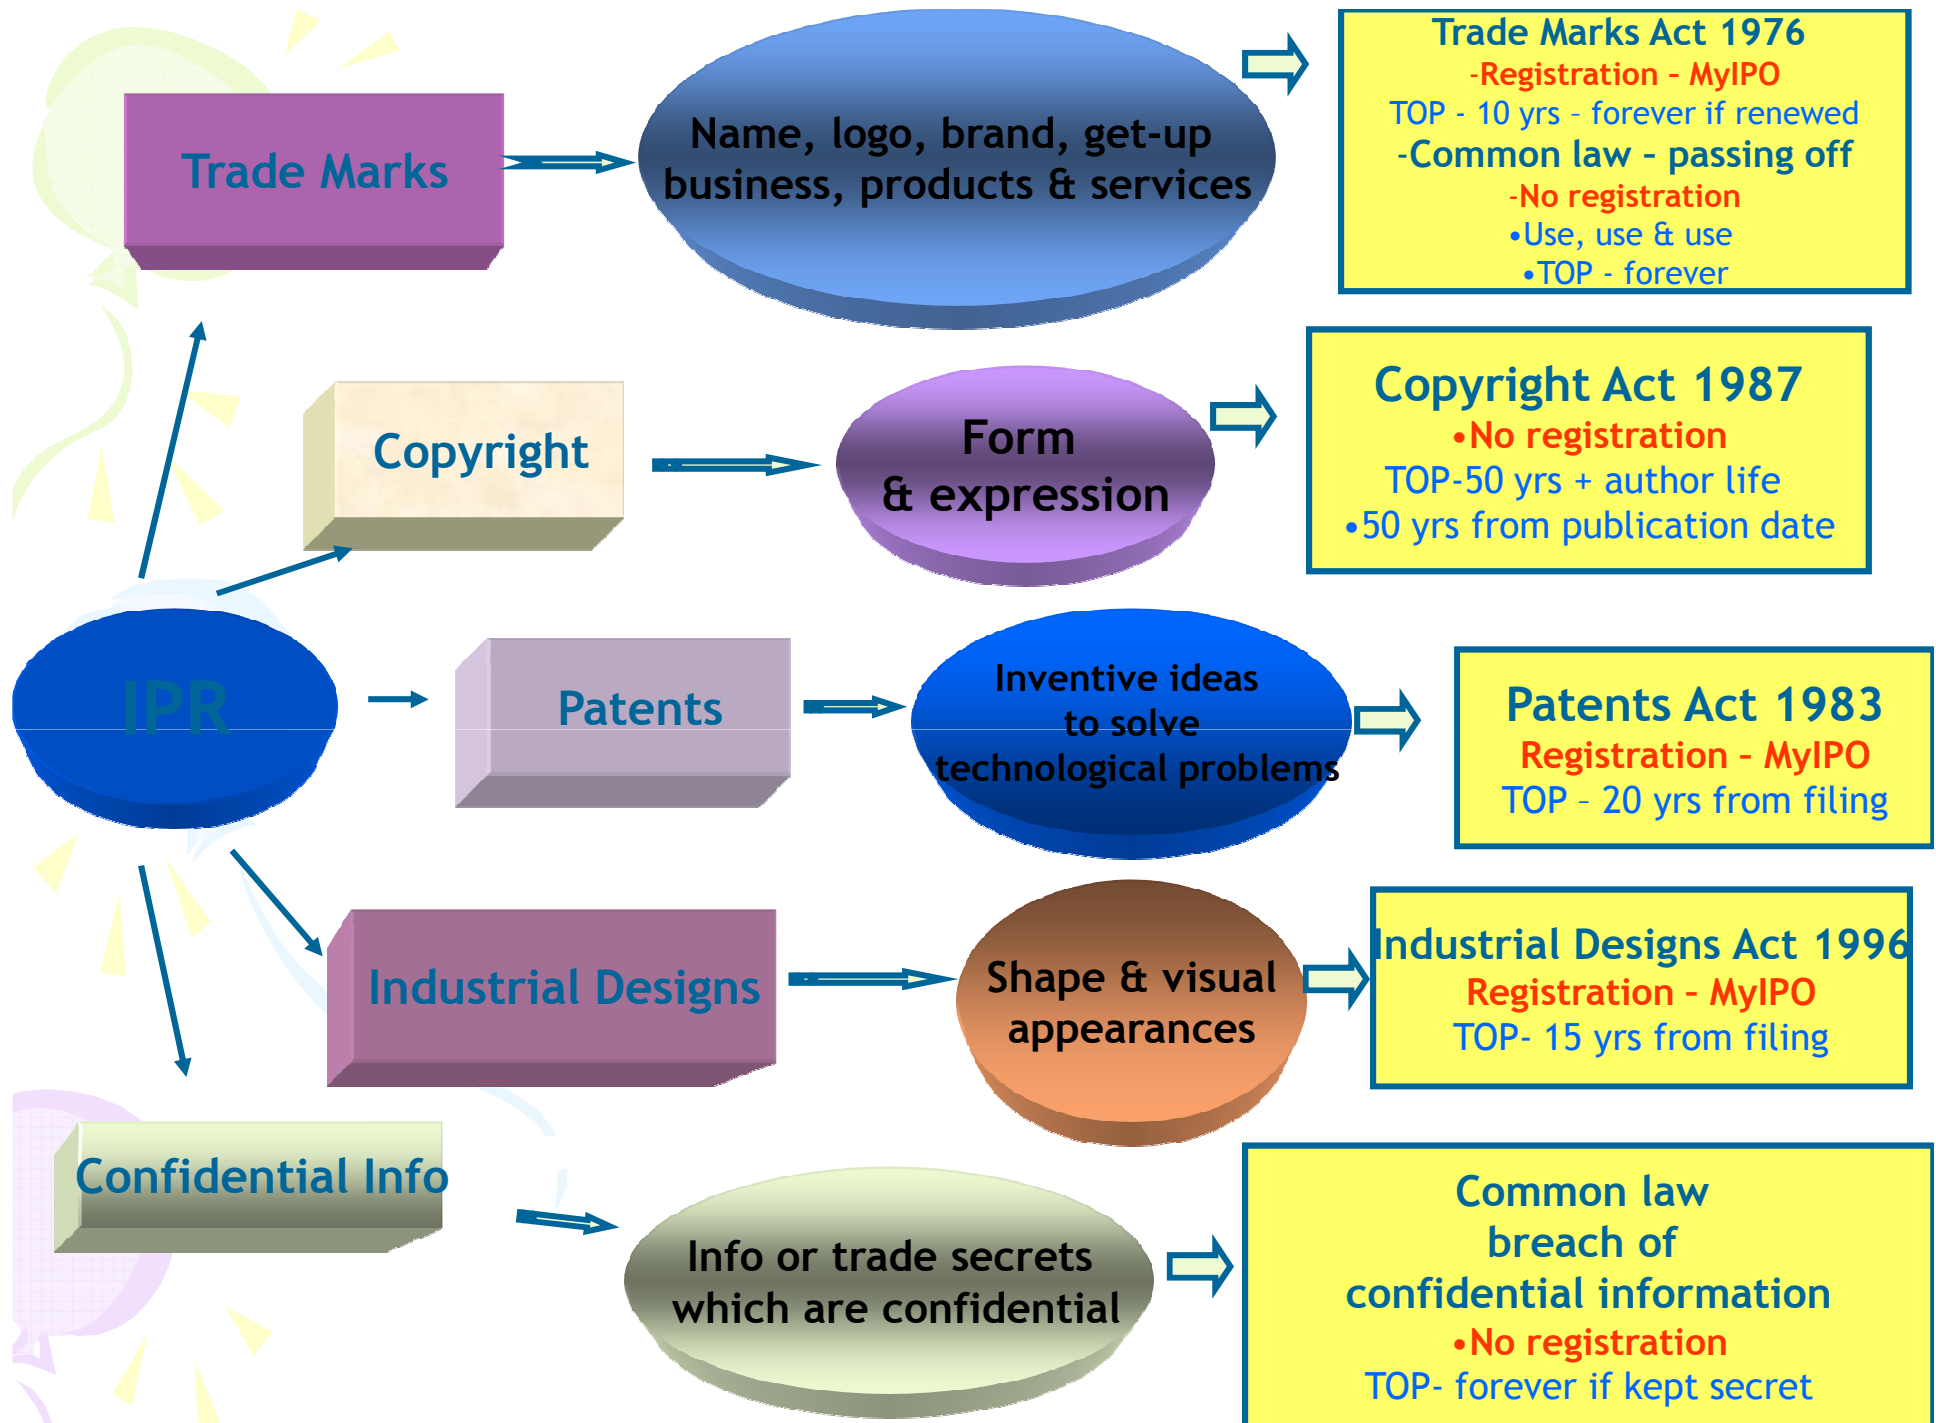 Trade Marks
Name, logo, brand, get-up
business, products & services
Trade Marks Act 1976
-Registration – MyIPO
TOP - 10 yrs – forever if renewed
-Common law – passing off
-No registration
•Use, use & use
•TOP - forever
Copyright
Form
& expression
Copyright Act 1987
•No registration
TOP-50 yrs + author life
•50 yrs from publication date
IPR
Patents
Inventive ideas
to solve
technological problems
Patents Act 1983
Registration – MyIPO
TOP – 20 yrs from filing
Industrial Designs
Shape & visual
appearances
Industrial Designs Act 1996
Registration – MyIPO
TOP- 15 yrs from filing
Confidential Info
Info or trade secrets
which are confidential
Common law
breach of
confidential information
•No registration
TOP- forever if kept secret